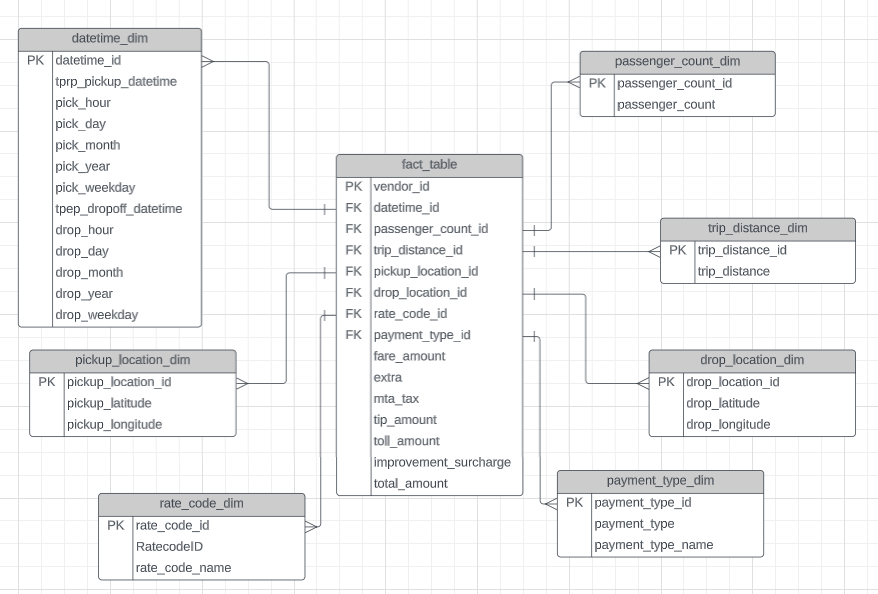 datetime_dim
PK datetime_id
tprp_pickup_datetime
pick_hour
pick_day
pick_month
pick_year
pick_weekday
tpep_dropoff_datetime
drop_hour
drop_day
drop_month
drop_year
drop_weekday
passenger_count_dim
PK passenger_count_id
passenger_count
fact_table
PK vendor_id
FK datetime_id
FK passenger_count_id
FK trip_distance_id
FK pickup_location_id
FK drop_location_id
FK rate_code_id
FK payment_type_id
fare_amount
extra
mta_tax
tip_amount
toll_amount
improvement_surcharge
total_amount
trip_distance_dim
PK trip_distance_id
trip_distance
pickup_location_dim
PK pickup_location_id
pickup_latitude
pickup_longitude
drop_location_dim
PK drop_location_id
drop_latitude
drop_longitude
rate_code_dim
PK rate_code_id
RatecodeID
rate_code_name
payment_type_dim
PK payment_type_id
payment_type
payment_type_name